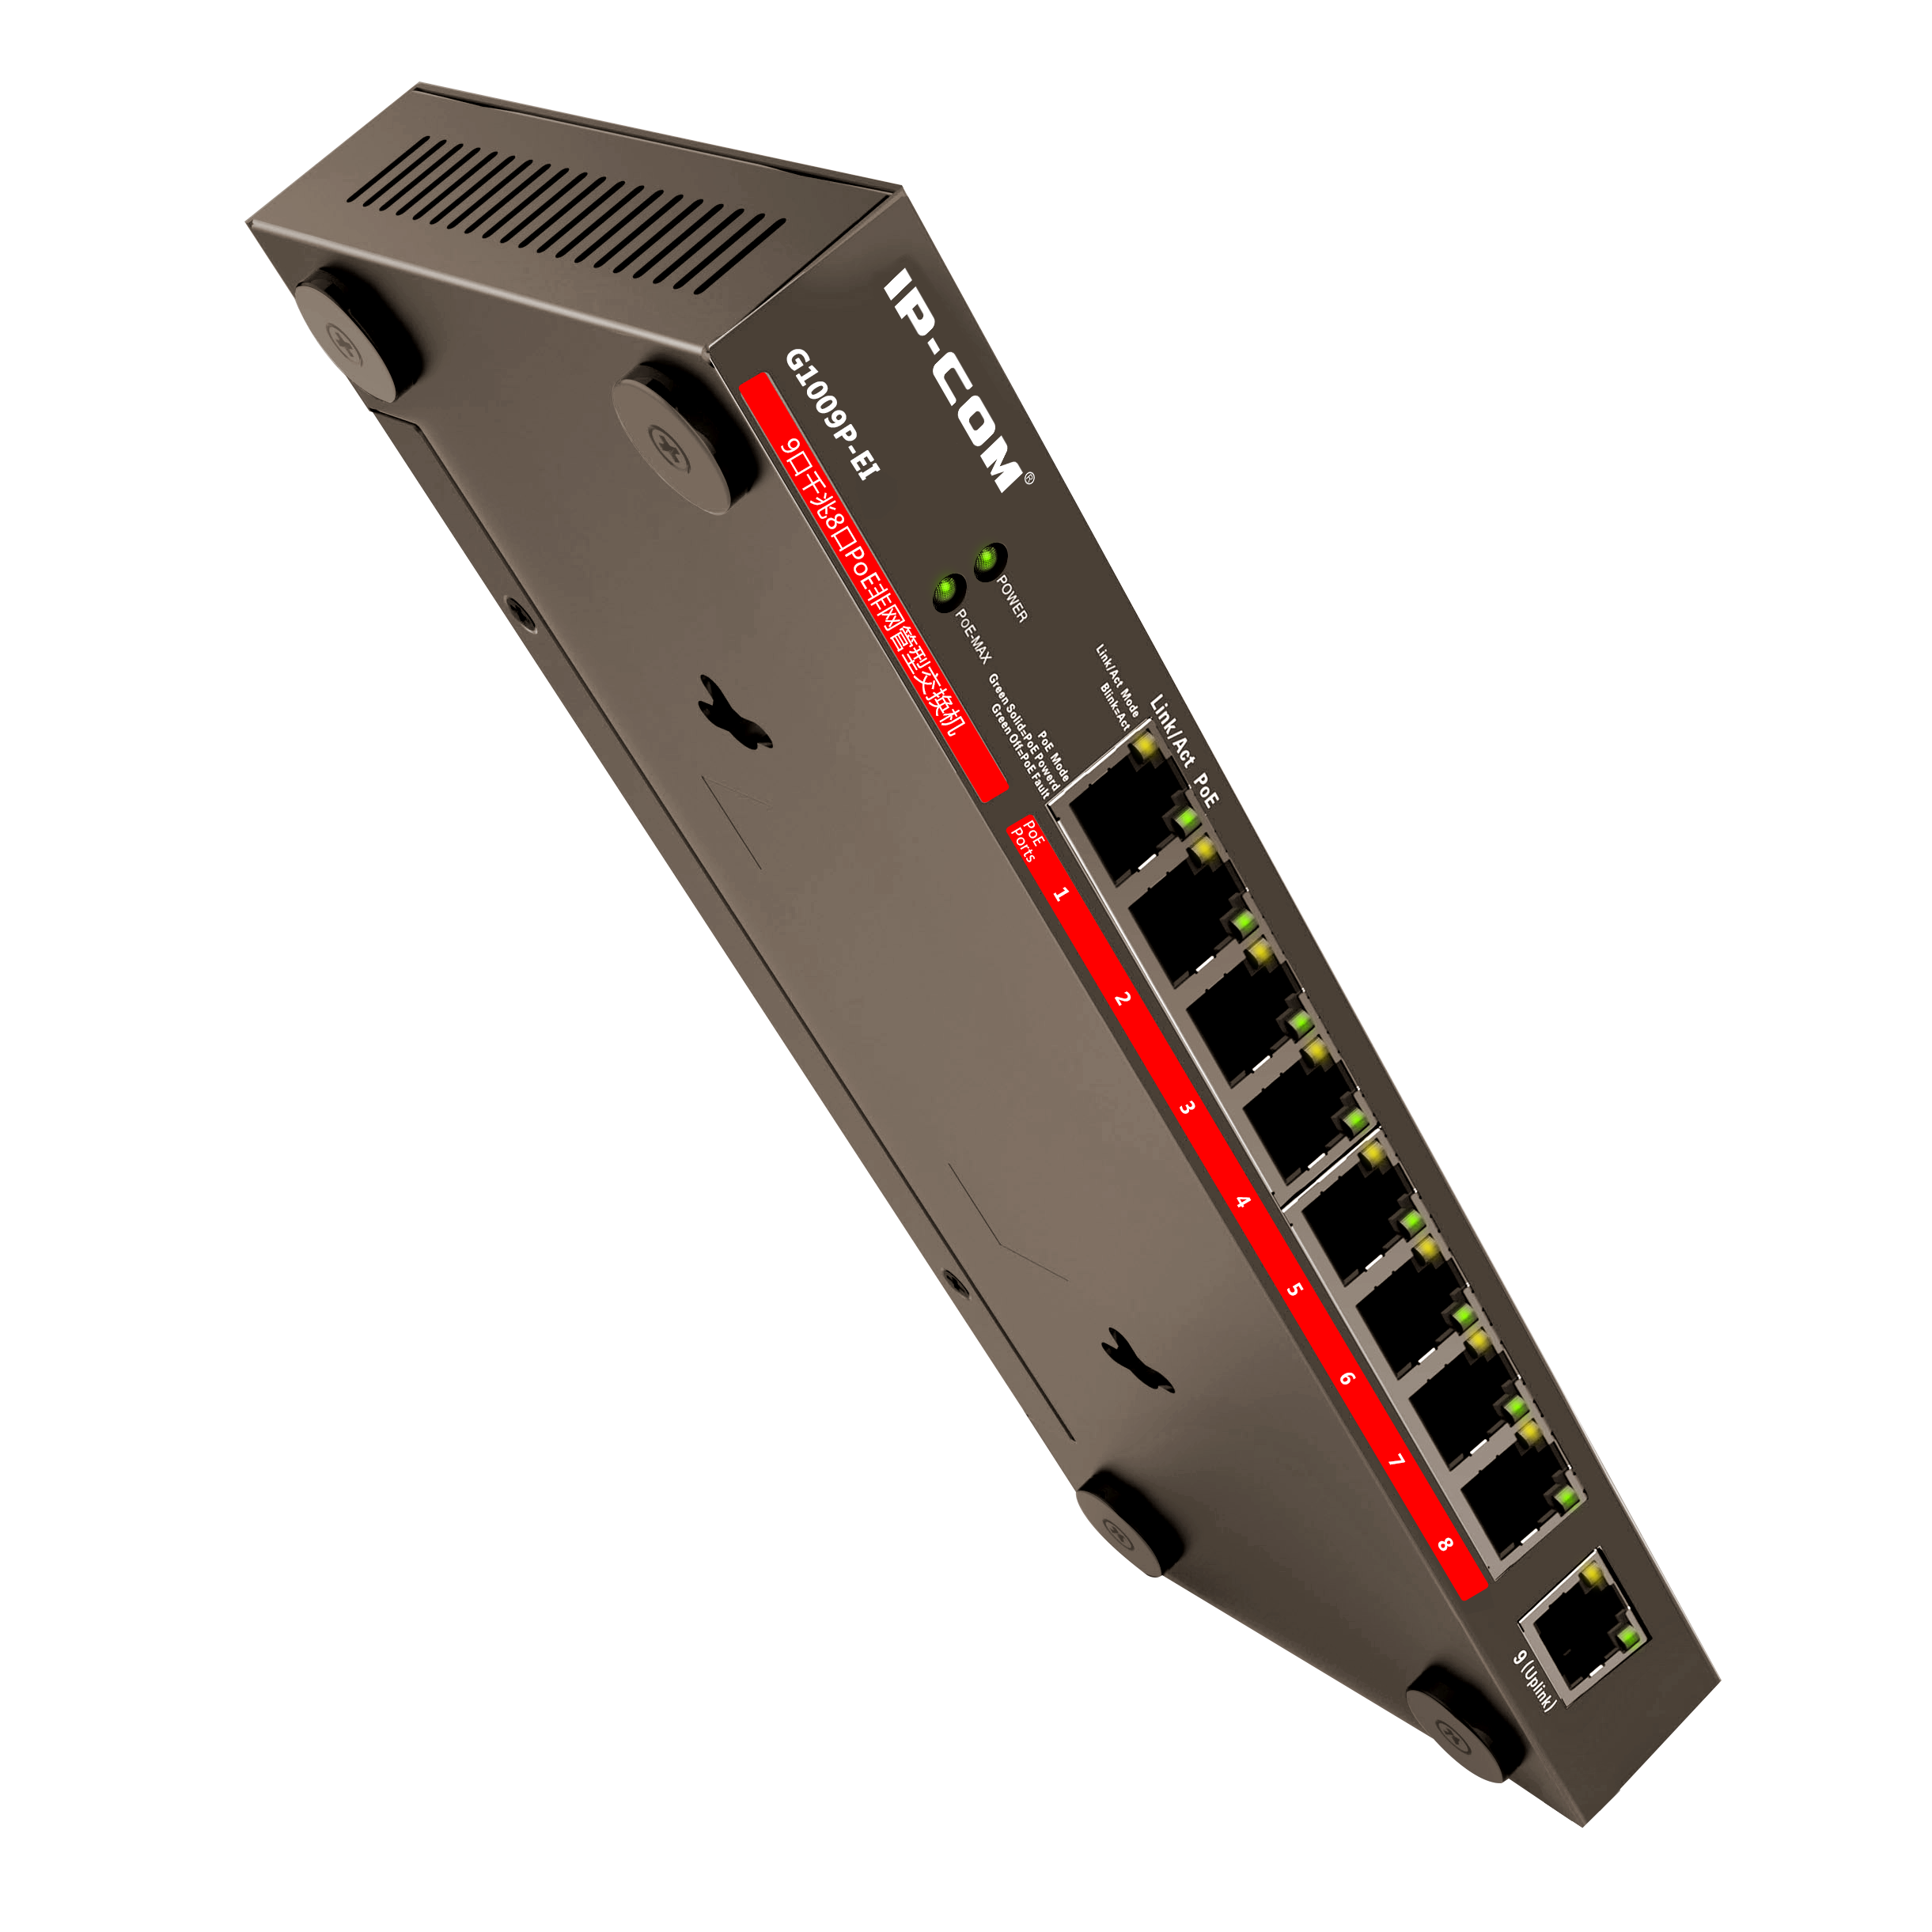 IP-COM®
G1009P-EI
9口千兆8口PoE非网管型交换机
POWER
PoE-MAX
Link/Act Mode
Blink=Act
PoE Mode
Green Solid=PoE Powerd
Green Off=PoE Fault
Link/Act PoE
PoE
Ports
1 2 3 4 5 6 7 8
9 (Uplink)